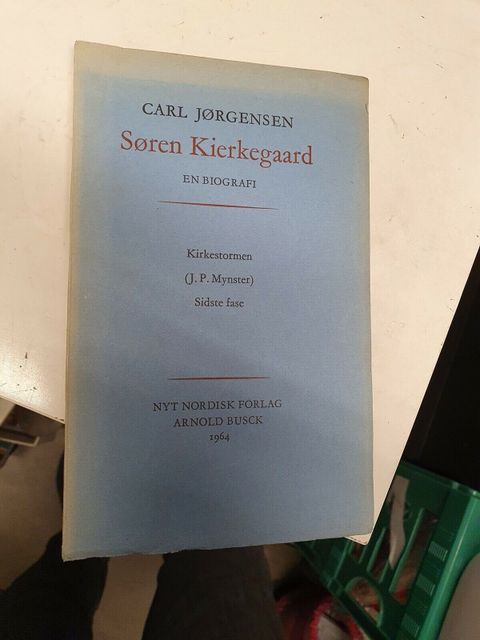 CARL JØRGENSEN
Søren Kierkegaard
EN BIOGRAFI
Kirkestormen
(J. P. Mynster)
Sidste fase
NYT NORDISK FORLAG
ARNOLD BUSCK
1964